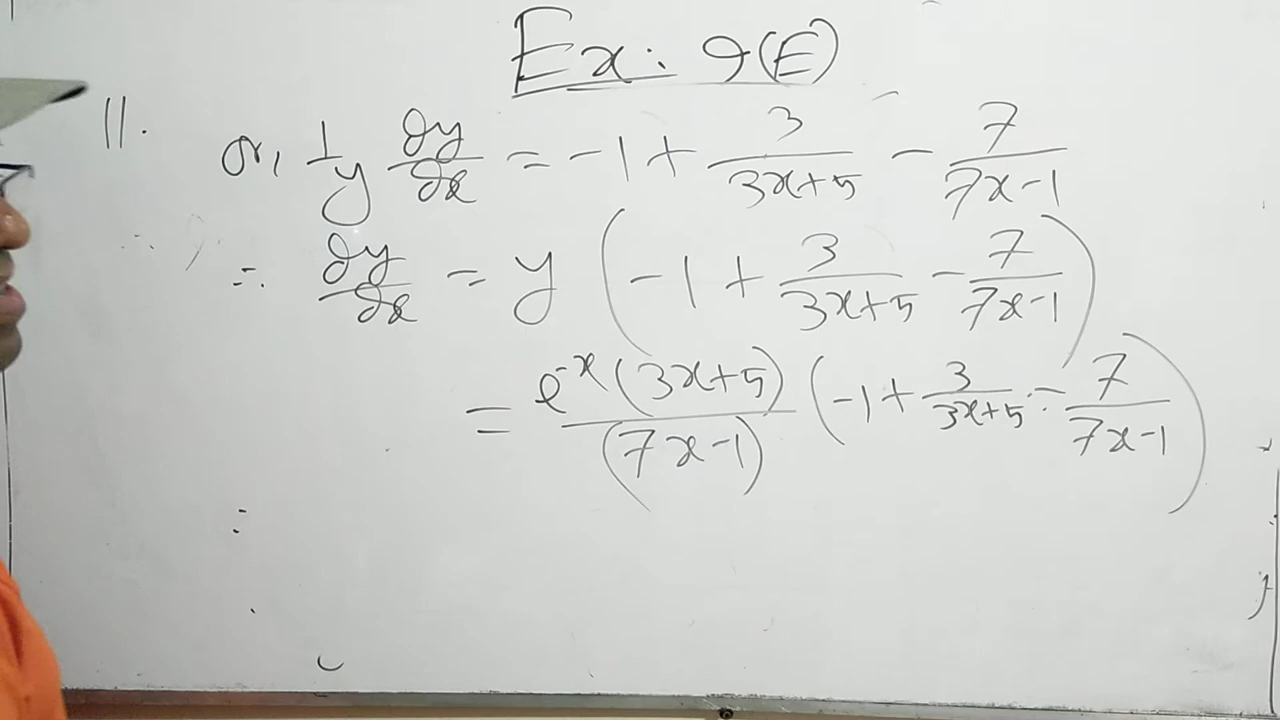 Ex: 9(E)
11. or, 1/y dy/dx = -1 + 3/(3x+5) - 7/(7x-1)
∴ dy/dx = y (-1 + 3/(3x+5) - 7/(7x-1))
= e^-x (3x+5)/(7x-1) (-1 + 3/(3x+5) - 7/(7x-1))